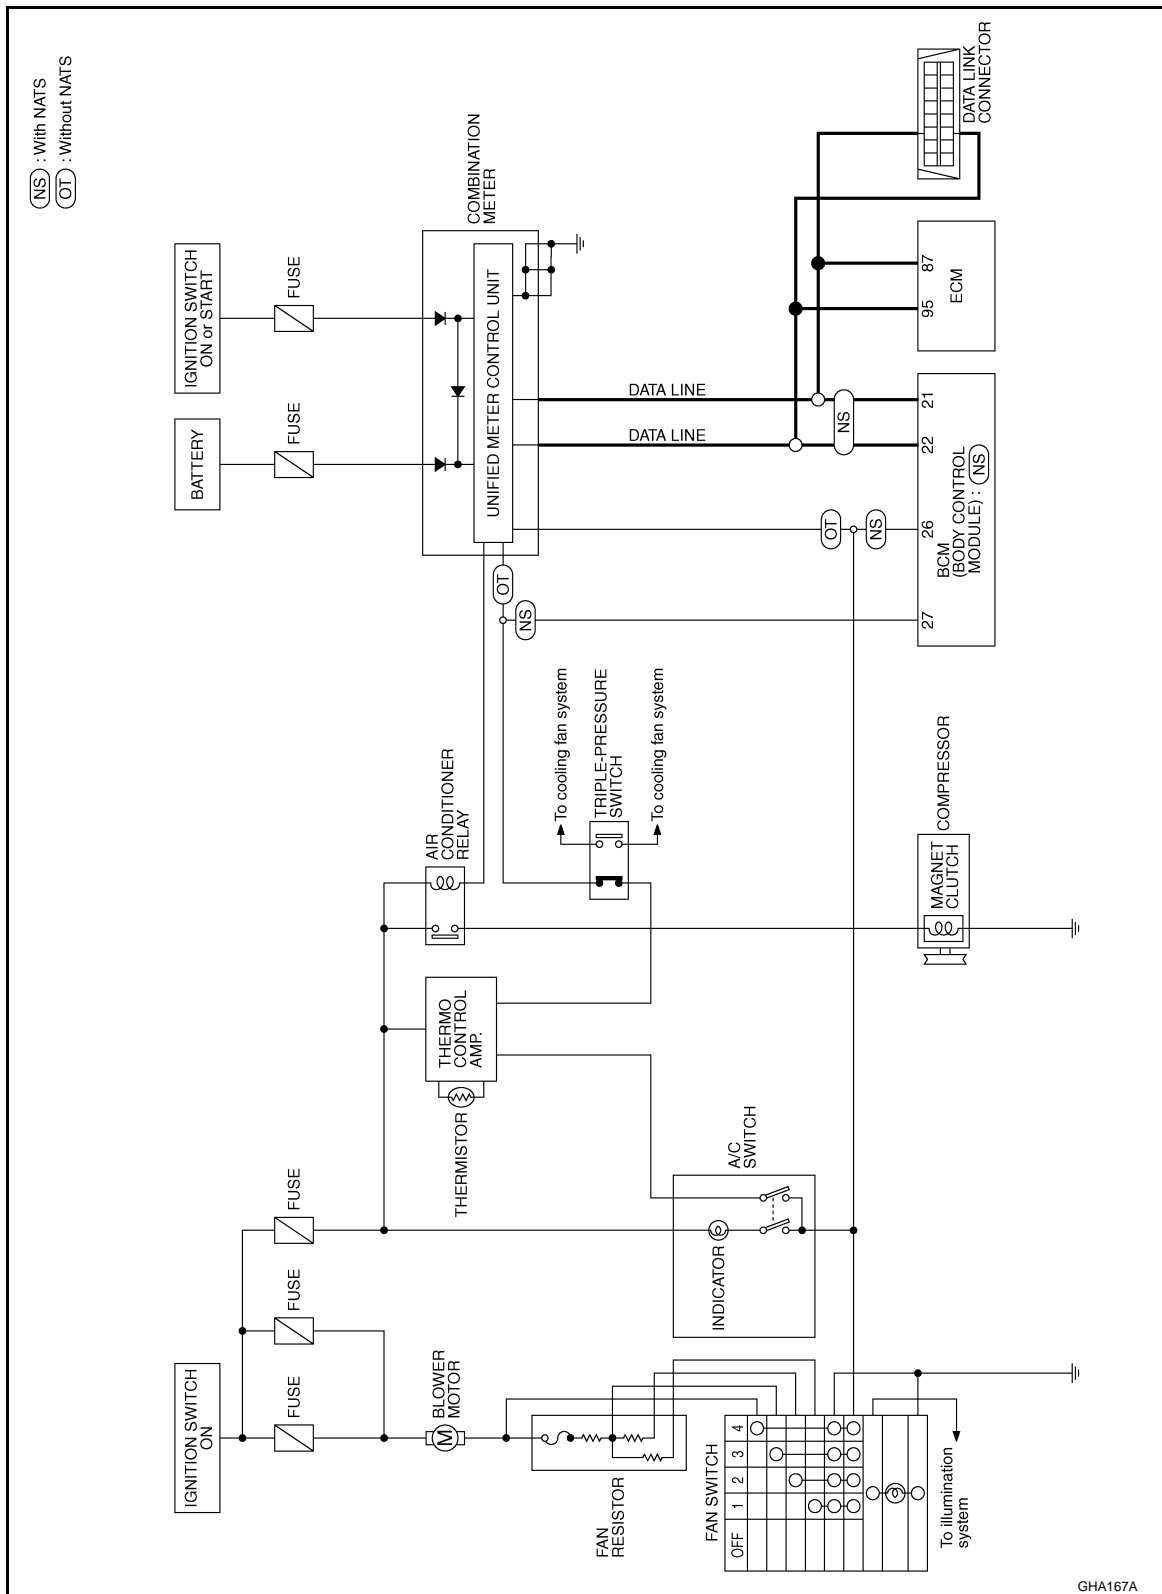 NS : With NATS
OT : Without NATS
IGNITION SWITCH
ON or START
FUSE
BATTERY
FUSE
COMBINATION
METER
UNIFIED METER CONTROL UNIT
DATA LINE
DATA LINE
NS
DATA LINK
CONNECTOR
87
95
ECM
21
22
26
27
BCM
(BODY CONTROL
MODULE) : NS
OT
NS
OT
NS
AIR
CONDITIONER
RELAY
To cooling fan system
TRIPLE-PRESSURE
SWITCH
To cooling fan system
COMPRESSOR
MAGNET
CLUTCH
THERMO
CONTROL
AMP.
THERMISTOR
A/C
SWITCH
INDICATOR
FUSE
FUSE
FUSE
IGNITION SWITCH
ON
BLOWER
MOTOR
M
FAN
RESISTOR
FAN SWITCH
OFF 1 2 3 4
To illumination
system
GHA167A